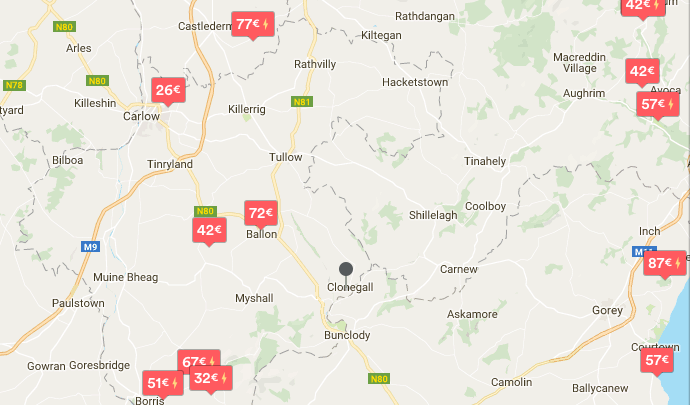 42€
um
Rathdangan
77€
Castlederm
N80
Kiltegan
Arles
Macreddin
Village
Rathvilly
42€
Hacketstown
N78
N80
26€
Aughrim
Avoca
57€
Killeshin
N81
Killerrig
tyard
Carlow
Bilboa
Tullow
Tinahely
Tinryland
Coolboy
N80
72€
Shillelagh
42€
Ballon
Inch
M9
M11
87€
Carnew
Muine Bheag
Clonegall
Myshall
Paulstown
Askamore
Gorey
Bunclody
Courtown
57€
67€
Gowran
Goresbridge
51€
32€
N80
Camolin
Ballycanew
Borris